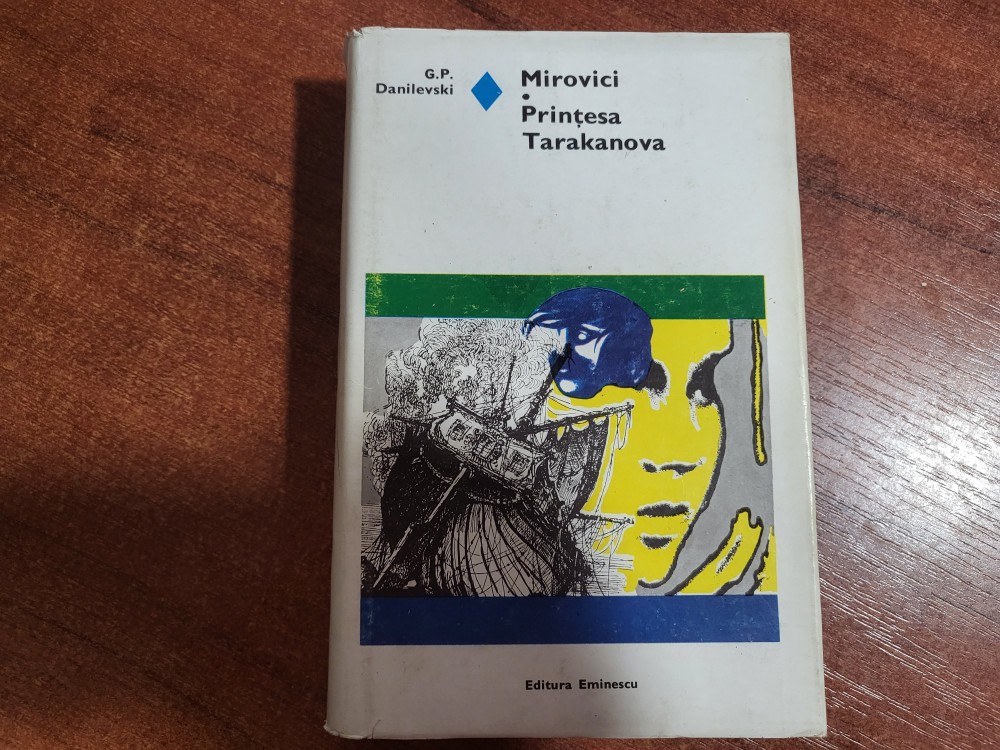 G.P.
Danilevski
Mirovici
•
Prințesa
Tarakanova
Editura Eminescu